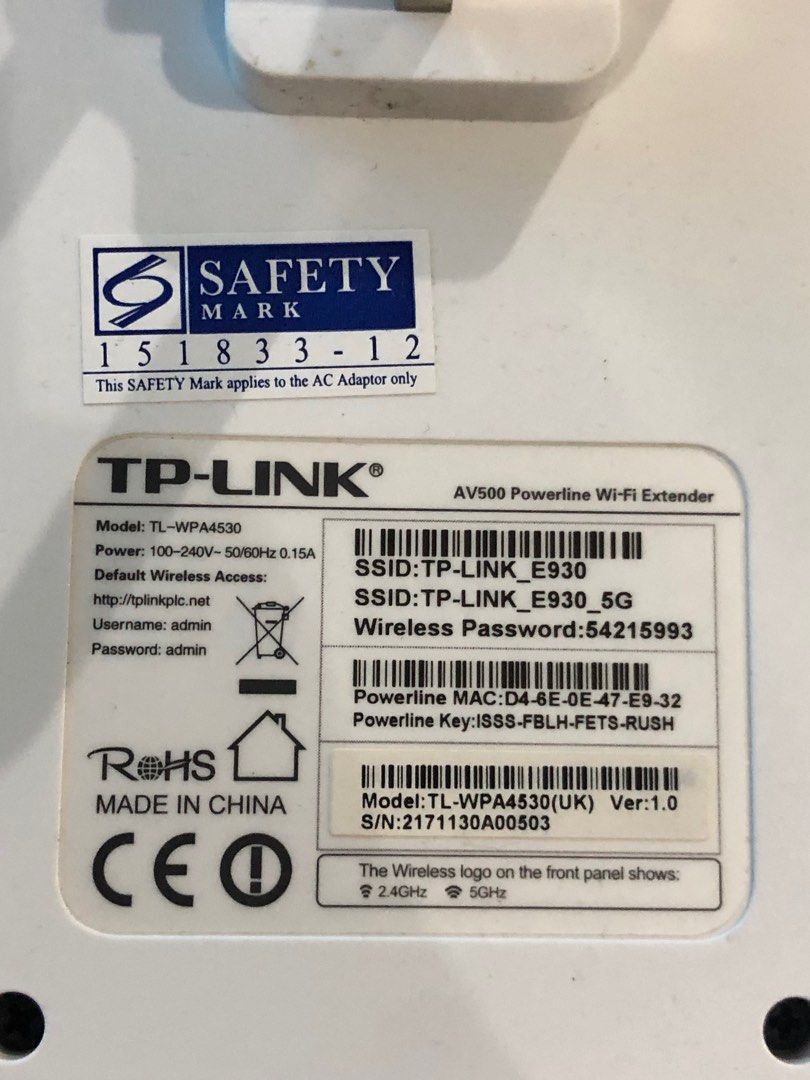 SAFETY
MARK
151833-12
This SAFETY Mark applies to the AC Adaptor only
TP-LINK®
AV500 Powerline Wi-Fi Extender
Model: TL-WPA4530
Power: 100-240V~ 50/60Hz 0.15A
Default Wireless Access:
http://tplinkplc.net
Username: admin
Password: admin
RoHS
MADE IN CHINA
CE
SSID:TP-LINK_E930
SSID:TP-LINK_E930_5G
Wireless Password:54215993
Powerline MAC:D4-6E-0E-47-E9-32
Powerline Key:ISSS-FBLH-FETS-RUSH
Model:TL-WPA4530(UK) Ver:1.0
S/N:2171130A00503
The Wireless logo on the front panel shows:
2.4GHz 5GHz